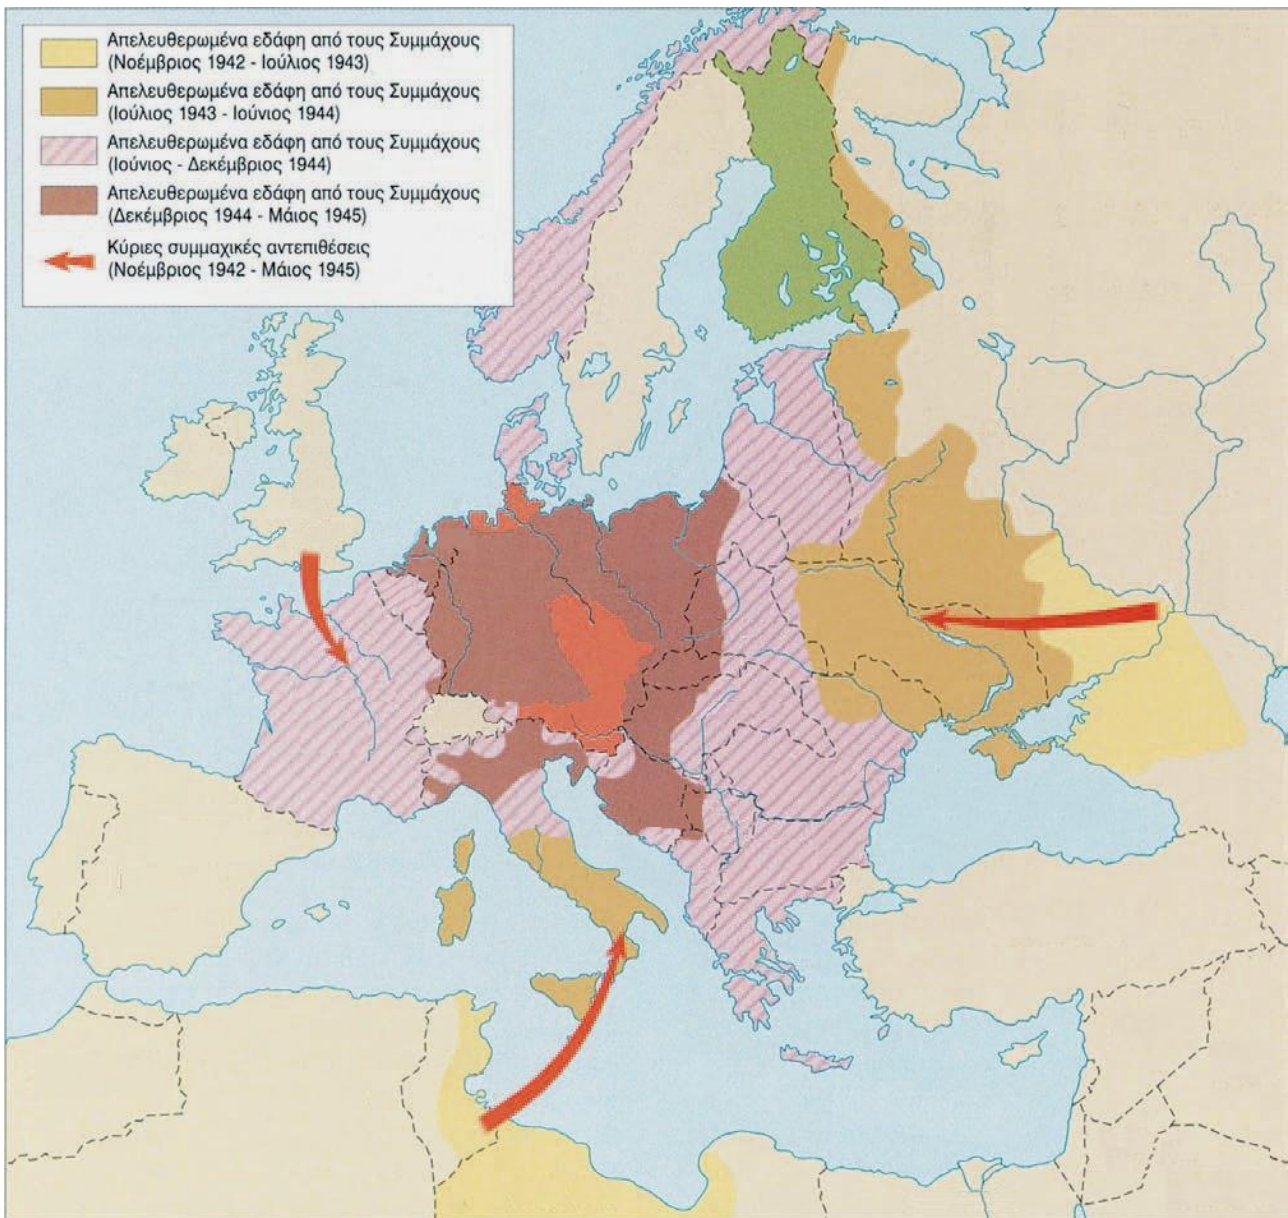 Απελευθερωμένα εδάφη από τους Συμμάχους
(Νοέμβριος 1942 - Ιούλιος 1943)
Απελευθερωμένα εδάφη από τους Συμμάχους
(Ιούλιος 1943 - Ιούνιος 1944)
Απελευθερωμένα εδάφη από τους Συμμάχους
(Ιούνιος - Δεκέμβριος 1944)
Απελευθερωμένα εδάφη από τους Συμμάχους
(Δεκέμβριος 1944 - Μάιος 1945)
Κύριες συμμαχικές αντεπιθέσεις
(Νοέμβριος 1942 - Μάιος 1945)